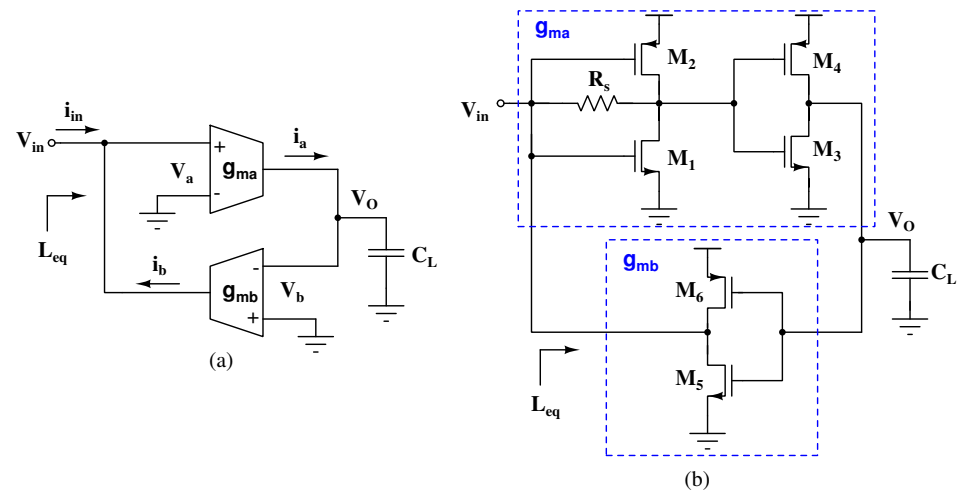 i_in
V_in
V_a
+
-
g_ma
i_a
V_O
C_L
L_eq
i_b
g_mb
-
+
V_b
(a)
g_ma
M_2
M_4
R_s
V_in
M_1
M_3
V_O
g_mb
M_6
C_L
M_5
L_eq
(b)